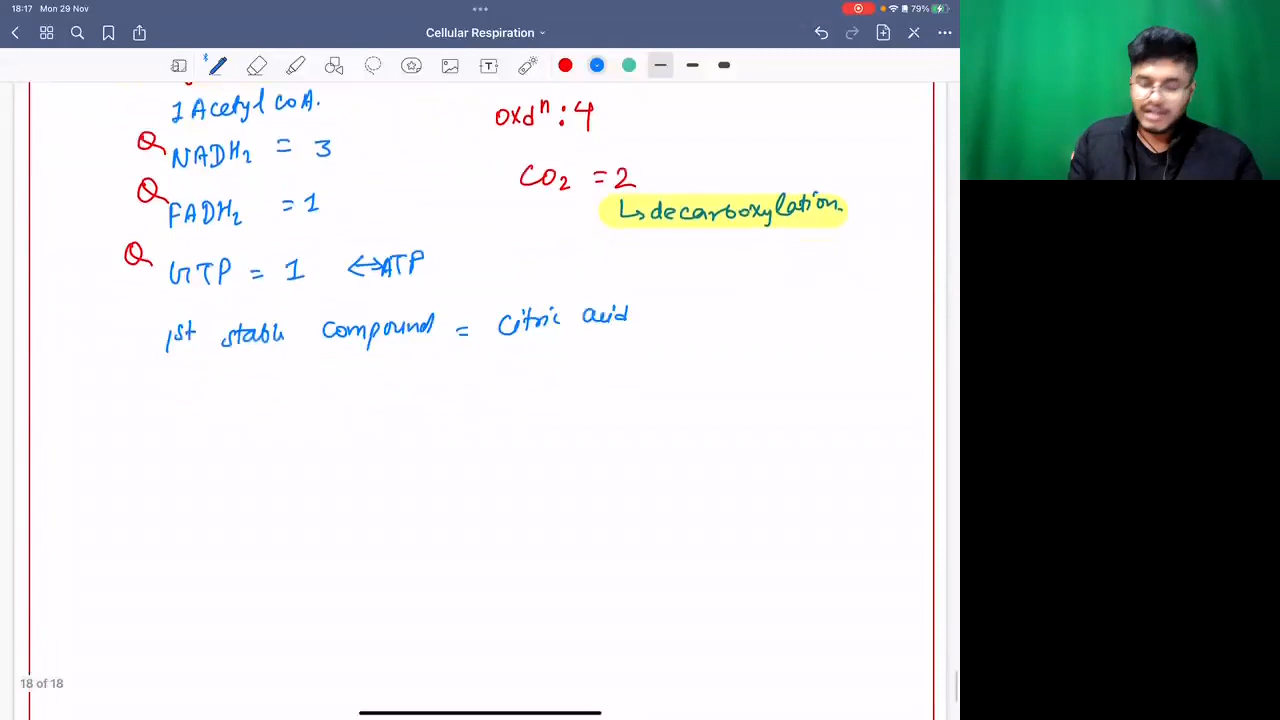 18:17 Mon 29 Nov
79%
Cellular Respiration
T
1 Acetyl CoA.
Q NADH2 = 3
Q FADH2 = 1
Q GTP = 1 ↔ ATP
1st stable compound = Citric acid
oxdⁿ : 4
CO2 = 2
↳ decarboxylation.
18 of 18